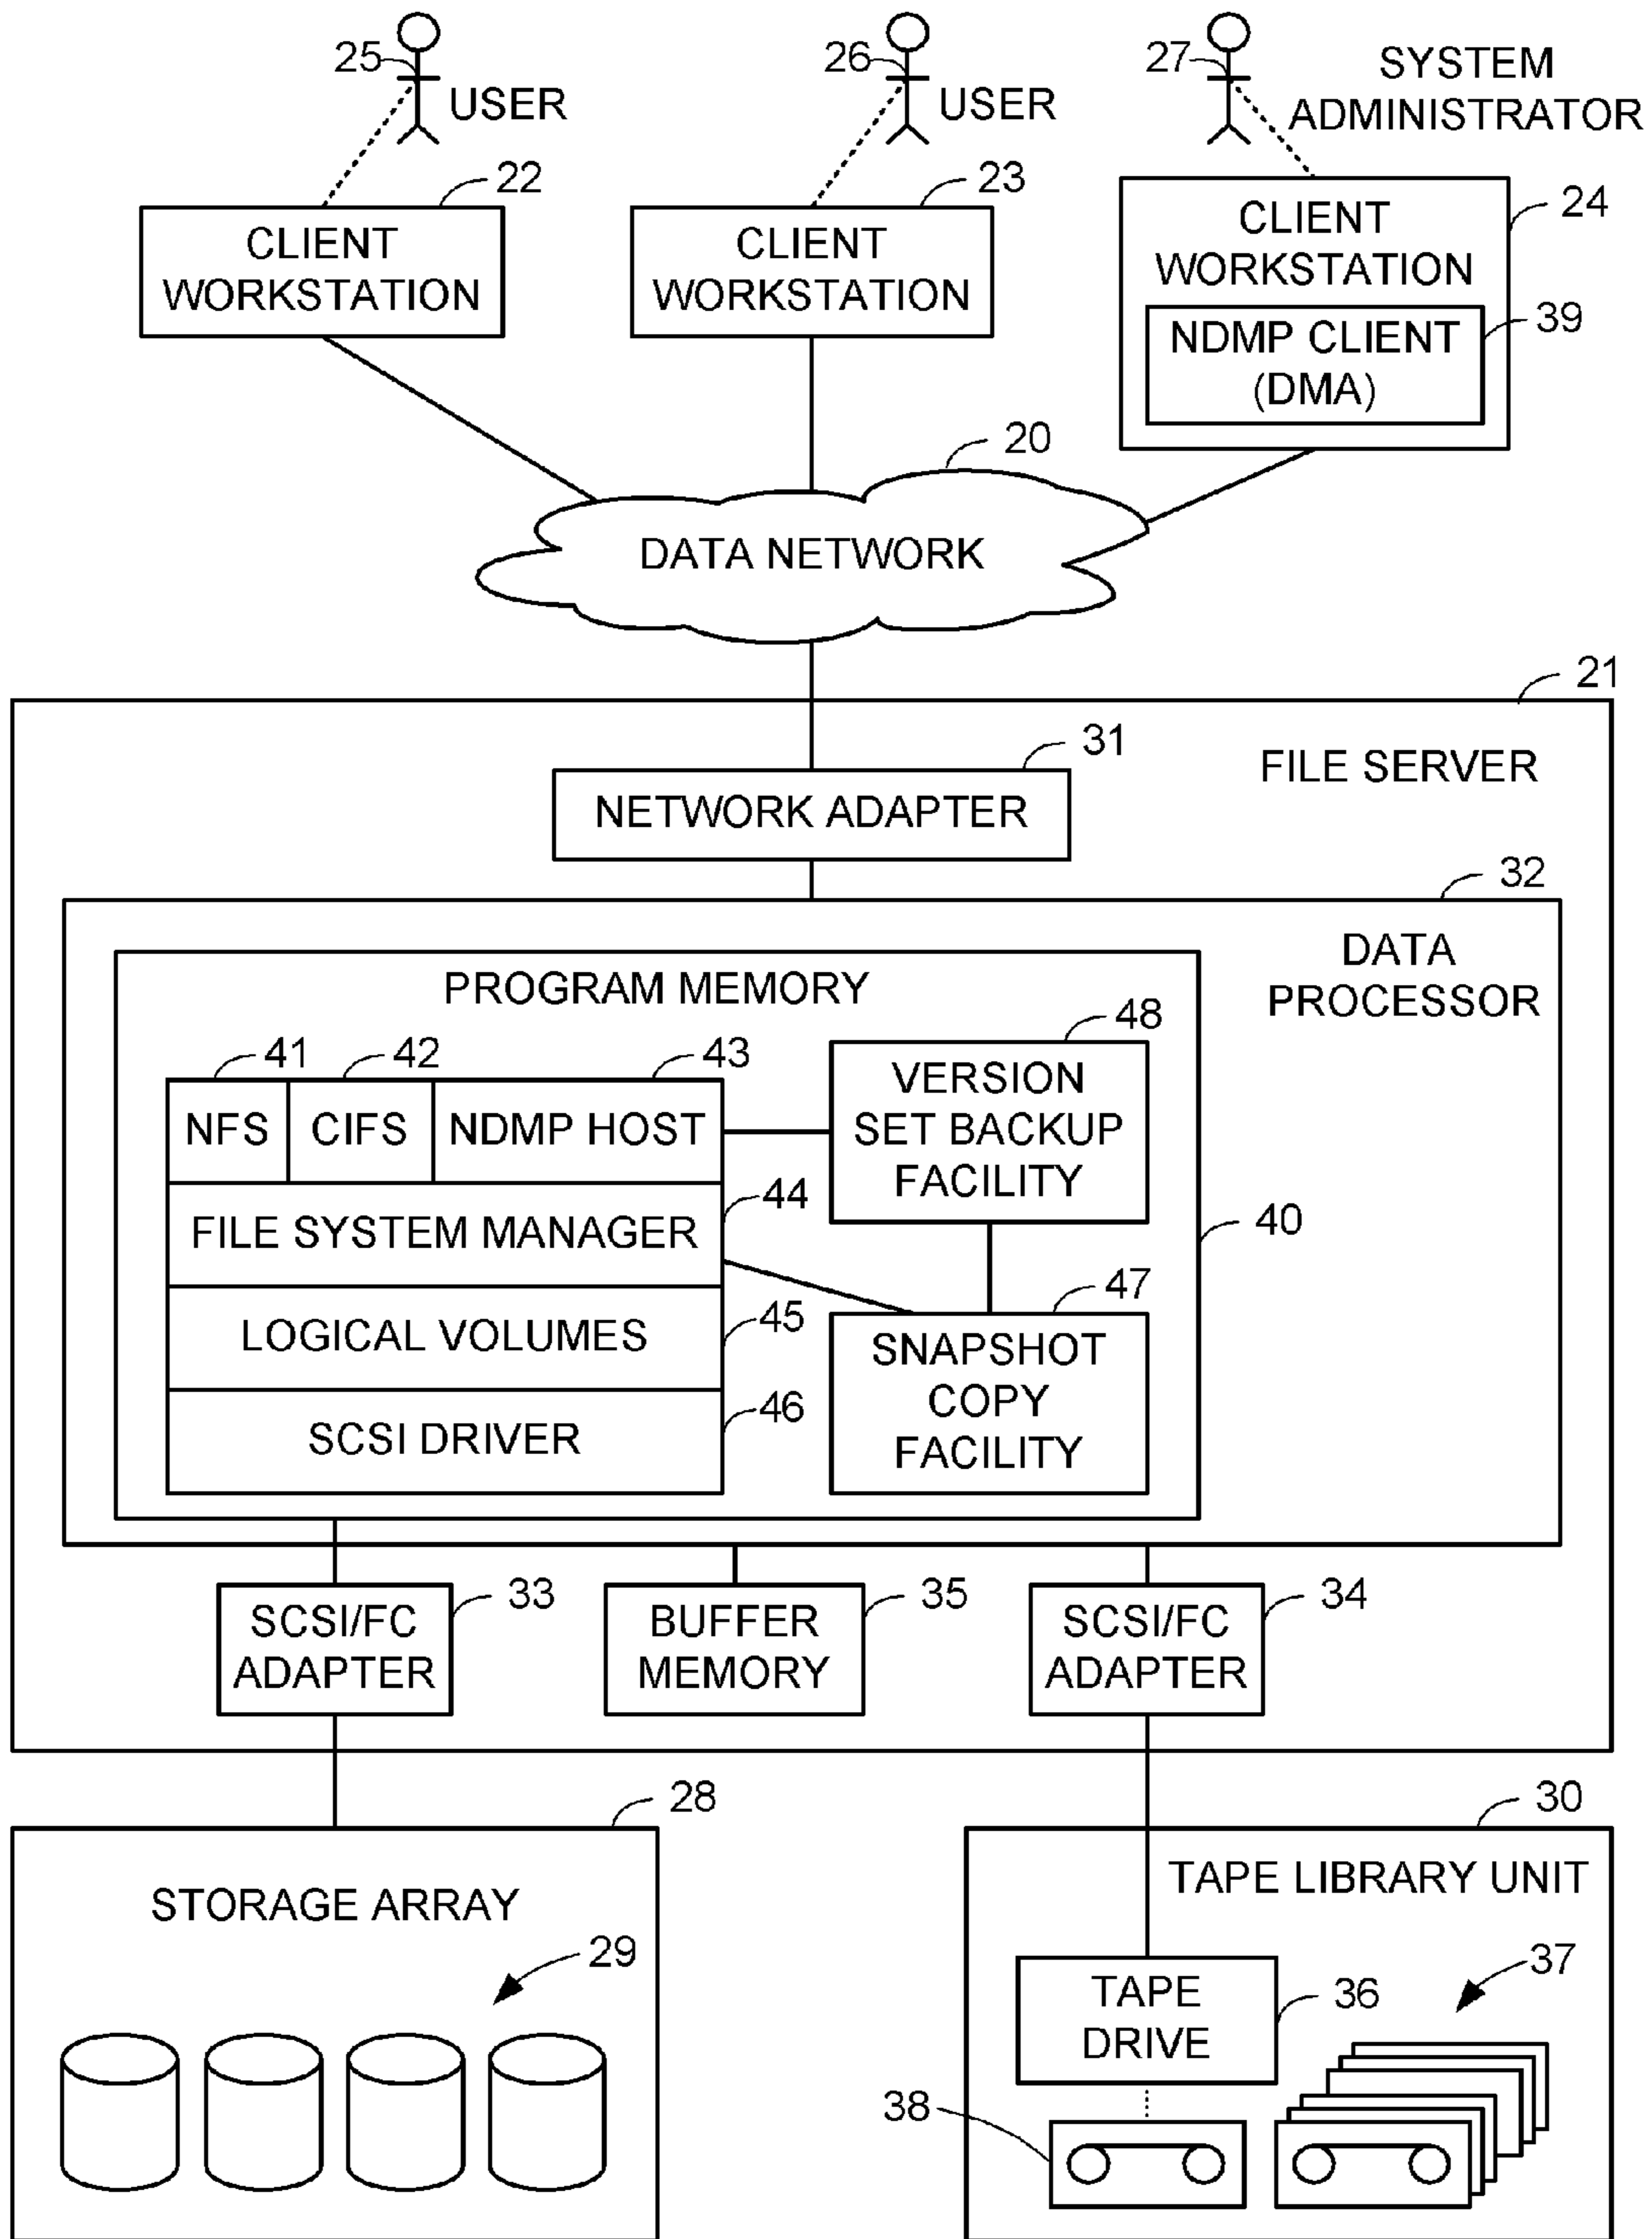 25
USER
26
USER
27
SYSTEM
ADMINISTRATOR
22
CLIENT
WORKSTATION
23
CLIENT
WORKSTATION
24
CLIENT
WORKSTATION
39
NDMP CLIENT
(DMA)
20
DATA NETWORK
21
FILE SERVER
31
NETWORK ADAPTER
32
DATA
PROCESSOR
PROGRAM MEMORY
40
41
42
43
NFS
CIFS
NDMP HOST
48
VERSION
SET BACKUP
FACILITY
44
FILE SYSTEM MANAGER
45
LOGICAL VOLUMES
46
SCSI DRIVER
47
SNAPSHOT
COPY
FACILITY
33
SCSI/FC
ADAPTER
35
BUFFER
MEMORY
34
SCSI/FC
ADAPTER
28
STORAGE ARRAY
29
30
TAPE LIBRARY UNIT
TAPE
DRIVE
36
37
38